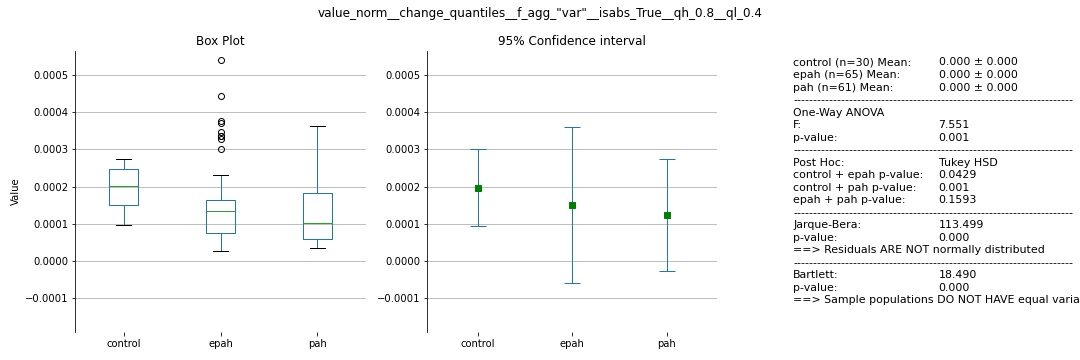 value_norm__change_quantiles__f_agg_"var"__isabs_True__qh_0.8__ql_0.4
Box Plot
Value
0.0005
0.0004
0.0003
0.0002
0.0001
0.0000
−0.0001
control epah pah
95% Confidence interval
0.0005
0.0004
0.0003
0.0002
0.0001
0.0000
−0.0001
control epah pah
control (n=30) Mean: 0.000 ± 0.000
epah (n=65) Mean: 0.000 ± 0.000
pah (n=61) Mean: 0.000 ± 0.000
One-Way ANOVA
F: 7.551
p-value: 0.001
Post Hoc: Tukey HSD
control + epah p-value: 0.0429
control + pah p-value: 0.001
epah + pah p-value: 0.1593
Jarque-Bera: 113.499
p-value: 0.000
==> Residuals ARE NOT normally distributed
Bartlett: 18.490
p-value: 0.000
==> Sample populations DO NOT HAVE equal varia